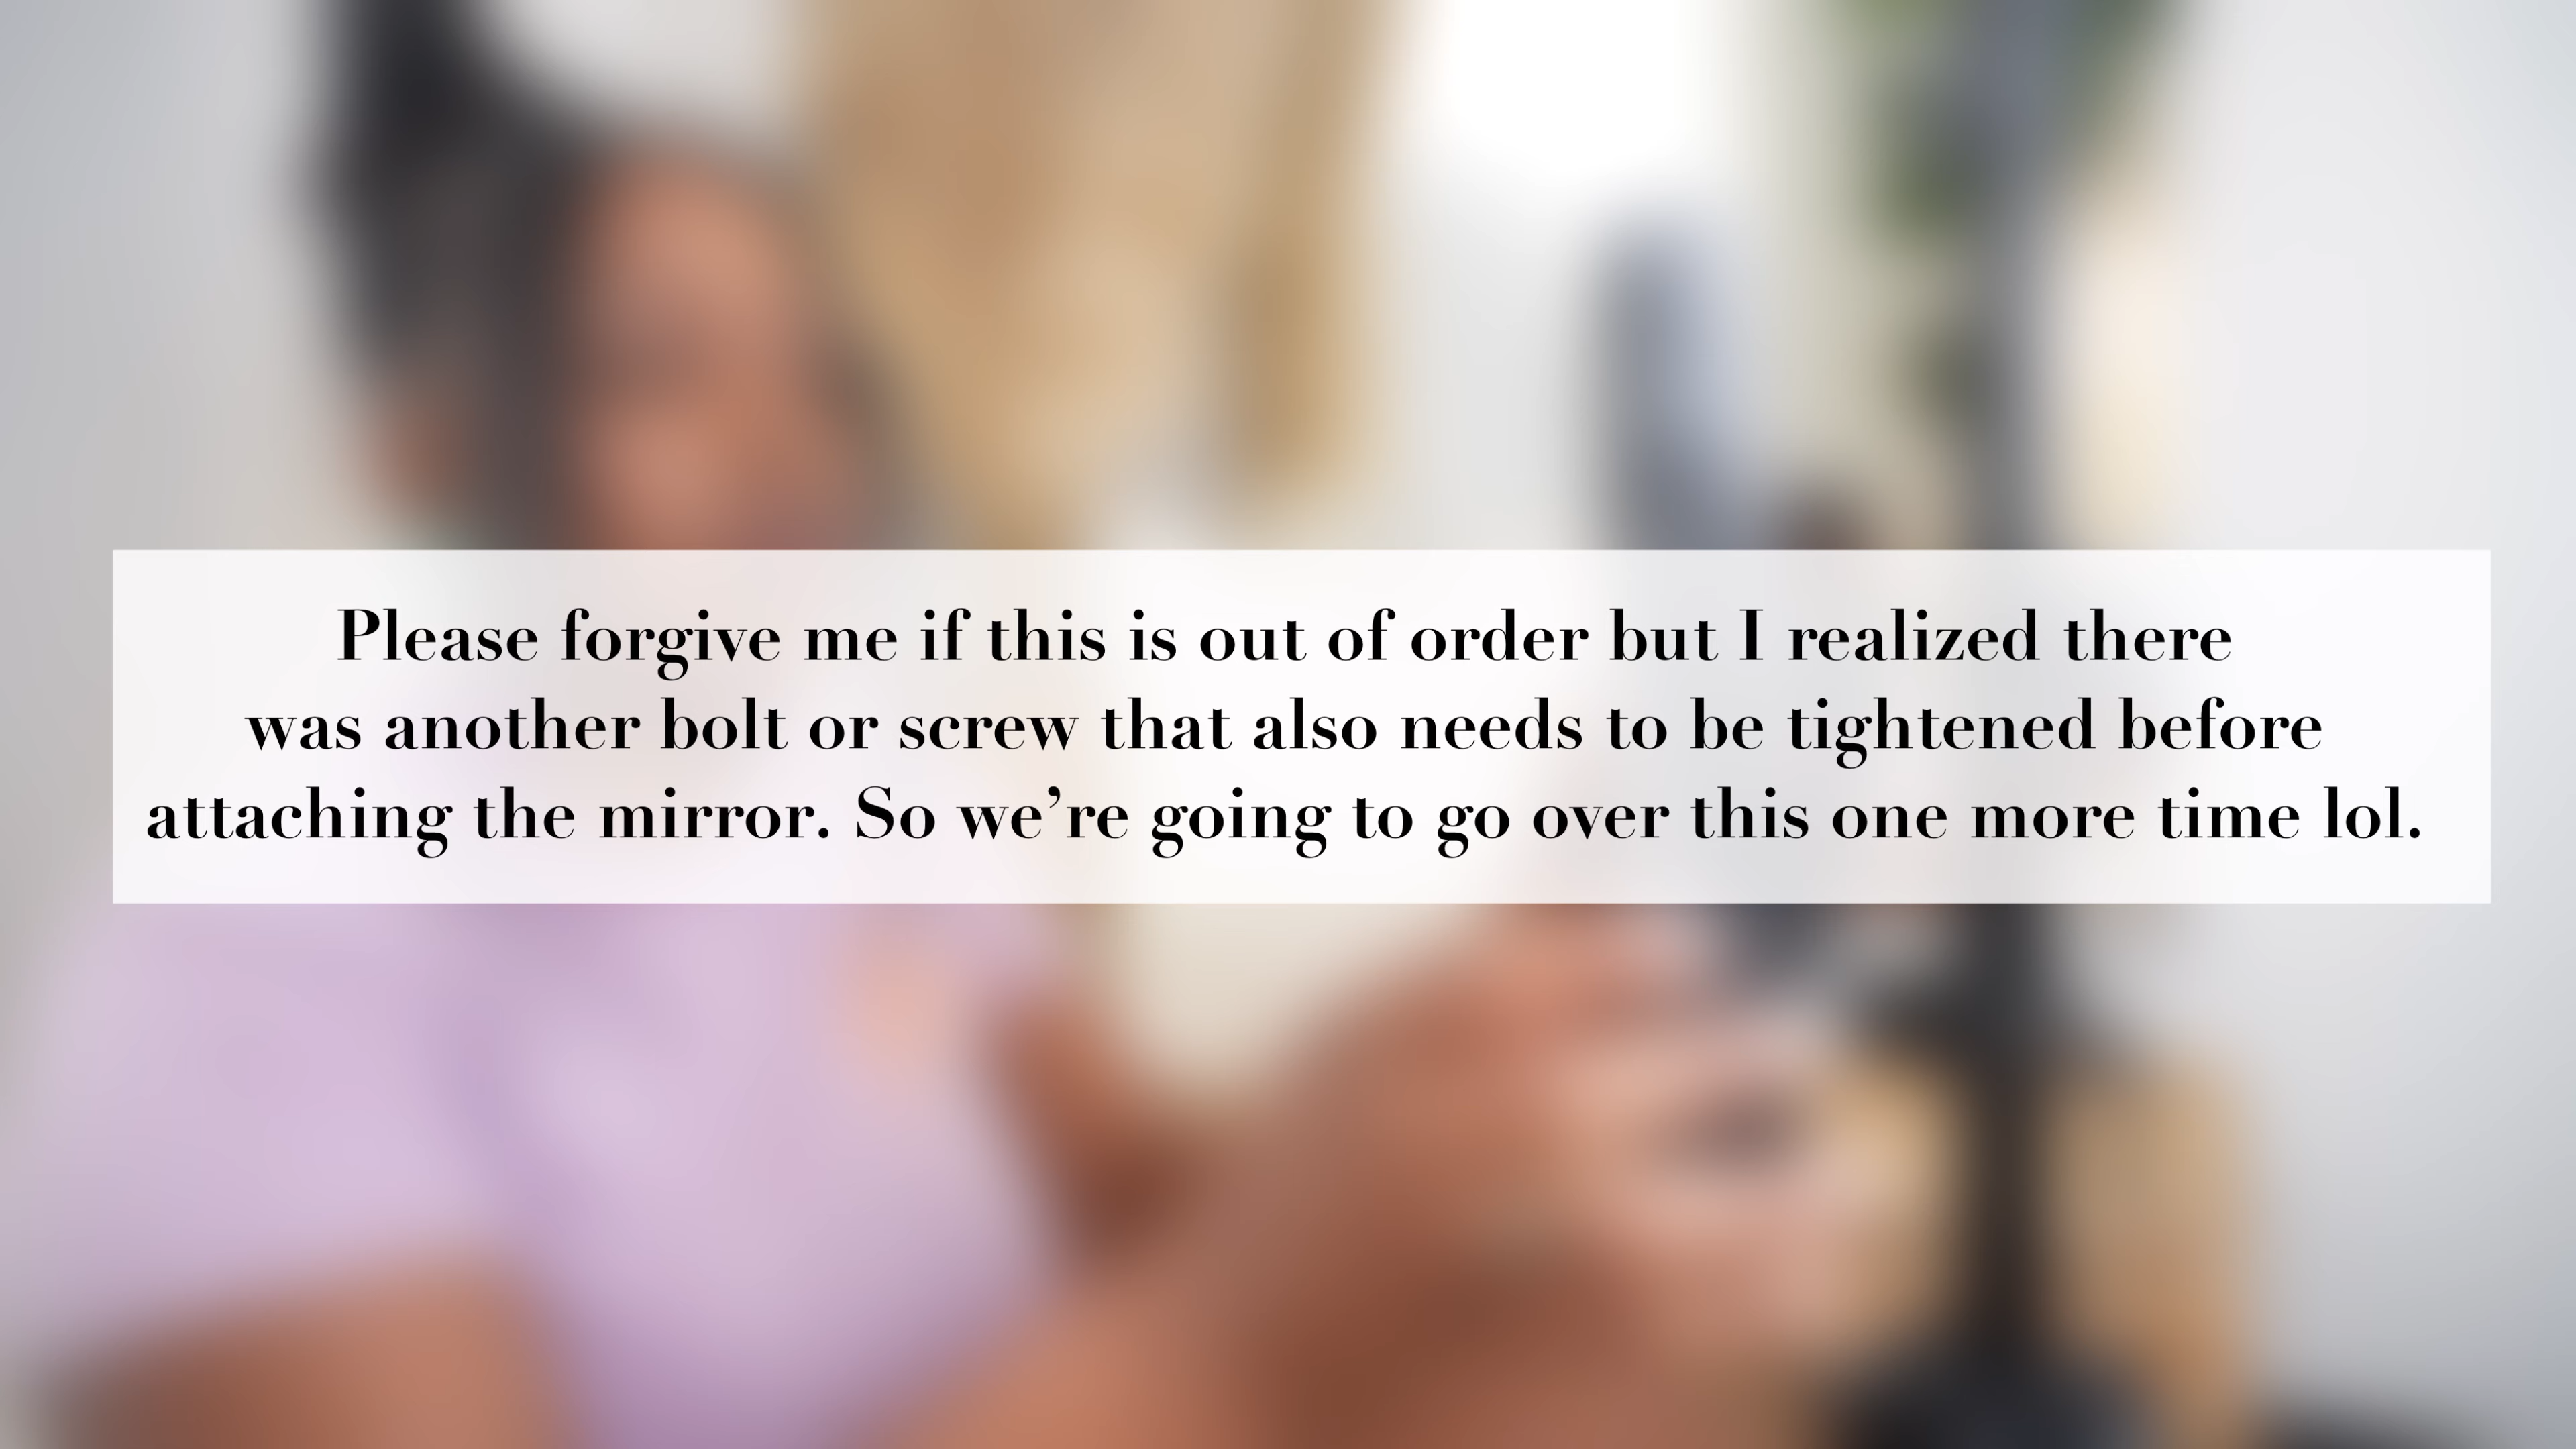 Please forgive me if this is out of order but I realized there
was another bolt or screw that also needs to be tightened before
attaching the mirror. So we’re going to go over this one more time lol.